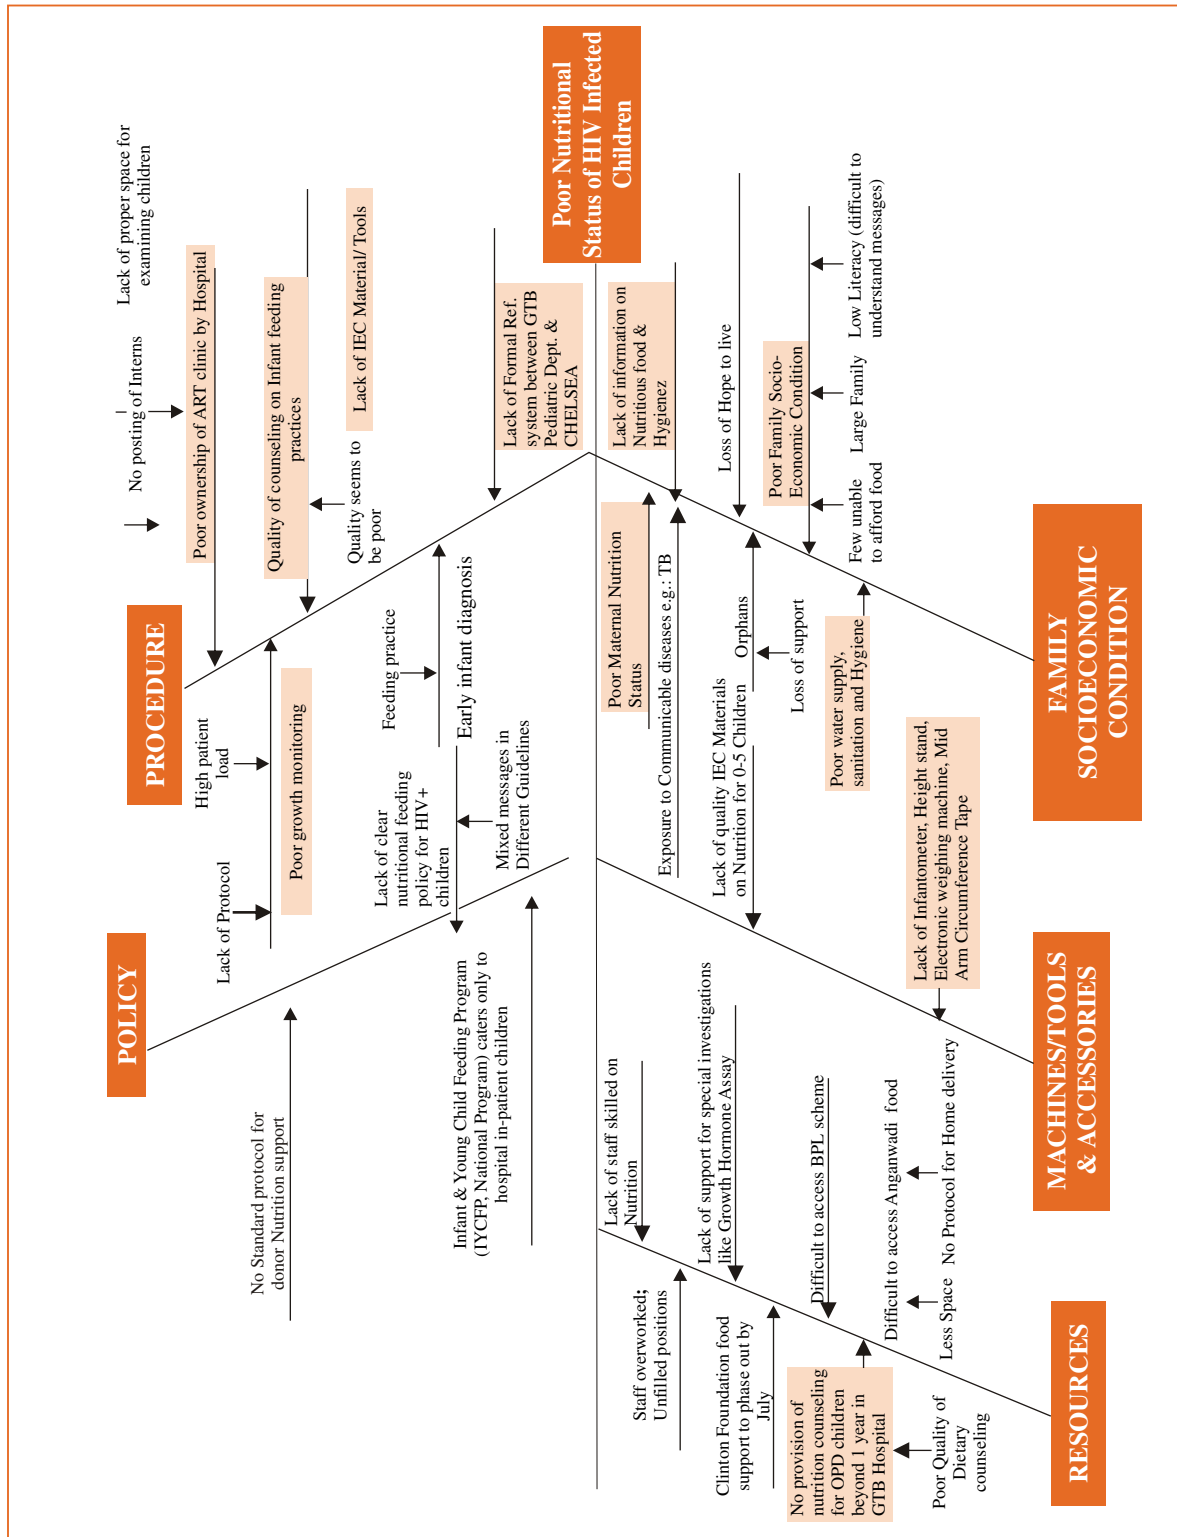 POLICY
PROCEDURE
Poor Nutritional
Status of HIV Infected
Children
No Standard protocol for
donor Nutrition support
Infant & Young Child Feeding Program
(IYCFP, National Program) caters only to
hospital in-patient children
Lack of Protocol
High patient
load
Poor growth monitoring
Lack of clear
nutritional feeding
policy for HIV+
children
Mixed messages in
Different Guidelines
Feeding practice
Early infant diagnosis
No posting of Interns
Lack of proper space for
examining children
Poor ownership of ART clinic by Hospital
Quality of counseling on Infant feeding
practices
Quality seems to
be poor
Lack of IEC Material/ Tools
Lack of Formal Ref.
system between GTB
Pediatric Dept. &
CHELSEA
Lack of staff skilled on
Nutrition
Staff overworked;
Unfilled positions
Lack of support for special investigations
like Growth Hormone Assay
Clinton Foundation food
support to phase out by
July
Difficult to access BPL scheme
No provision of
nutrition counseling
for OPD children
beyond 1 year in
GTB Hospital
Poor Quality of
Dietary
counseling
Difficult to access Anganwadi food
Less Space
No Protocol for Home delivery
Lack of quality IEC Materials
on Nutrition for 0-5 Children
Lack of Infantometer, Height stand,
Electronic weighing machine, Mid
Arm Circumference Tape
Poor Maternal Nutrition
Status
Exposure to Communicable diseases e.g.: TB
Orphans
Loss of support
Poor water supply,
sanitation and Hygiene
Lack of information on
Nutritious food &
Hygienez
Loss of Hope to live
Poor Family Socio-
Economic Condition
Few unable
to afford food
Large Family
Low Literacy (difficult to
understand messages)
RESOURCES
MACHINES/TOOLS
& ACCESSORIES
FAMILY
SOCIOECONOMIC
CONDITION